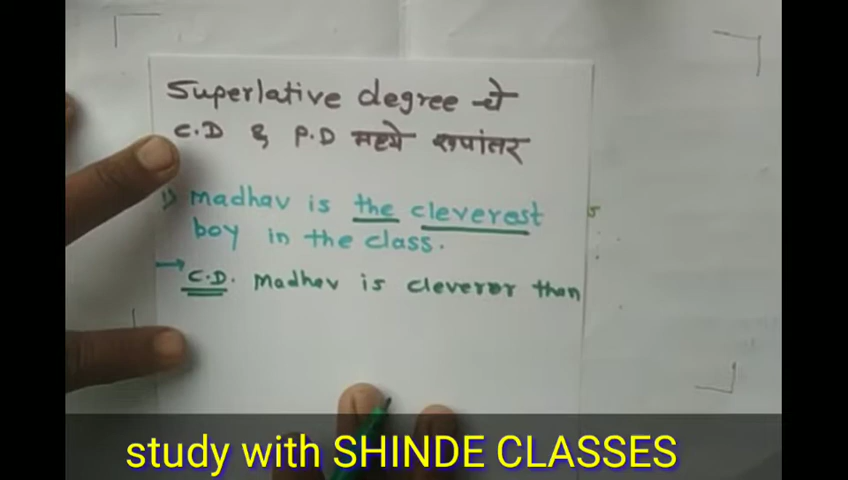 Superlative degree चे
C.D & P.D मध्ये रूपांतर
1) madhav is the cleverest
boy in the class.
→ C.D. Madhav is cleverer than
study with SHINDE CLASSES